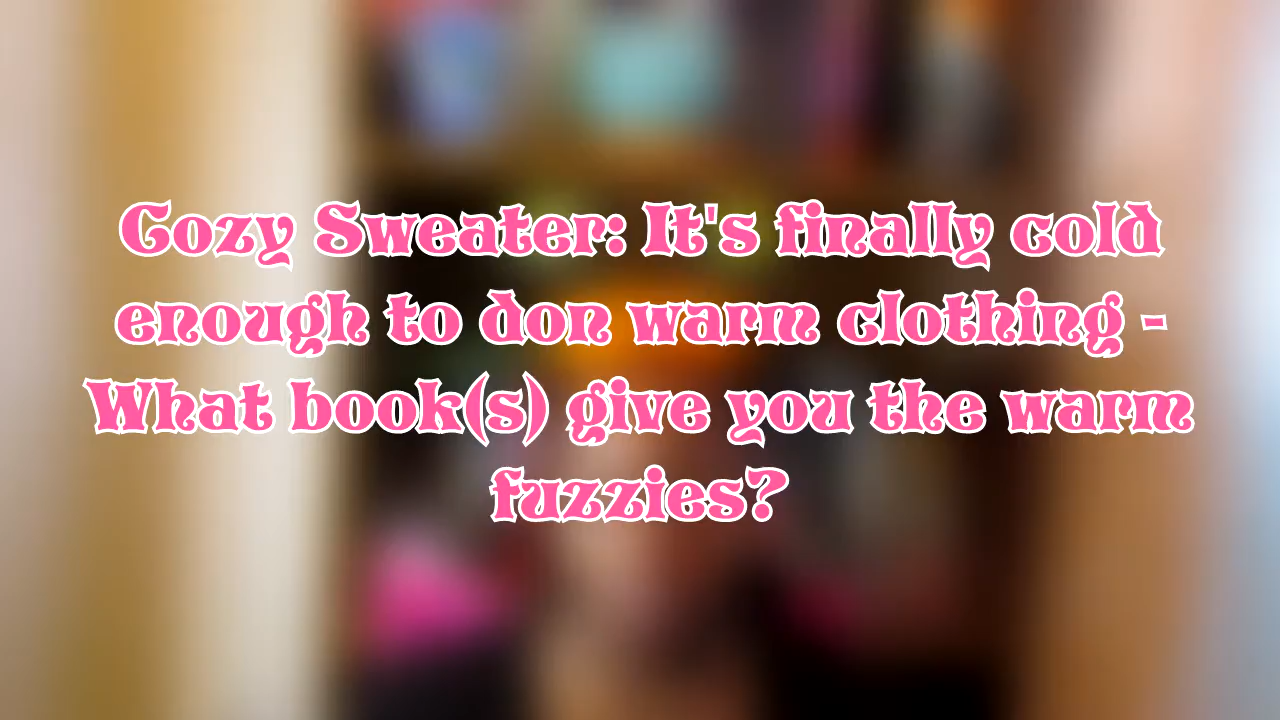 Cozy Sweater: It's finally cold
enough to don warm clothing -
What book(s) give you the warm
fuzzies?